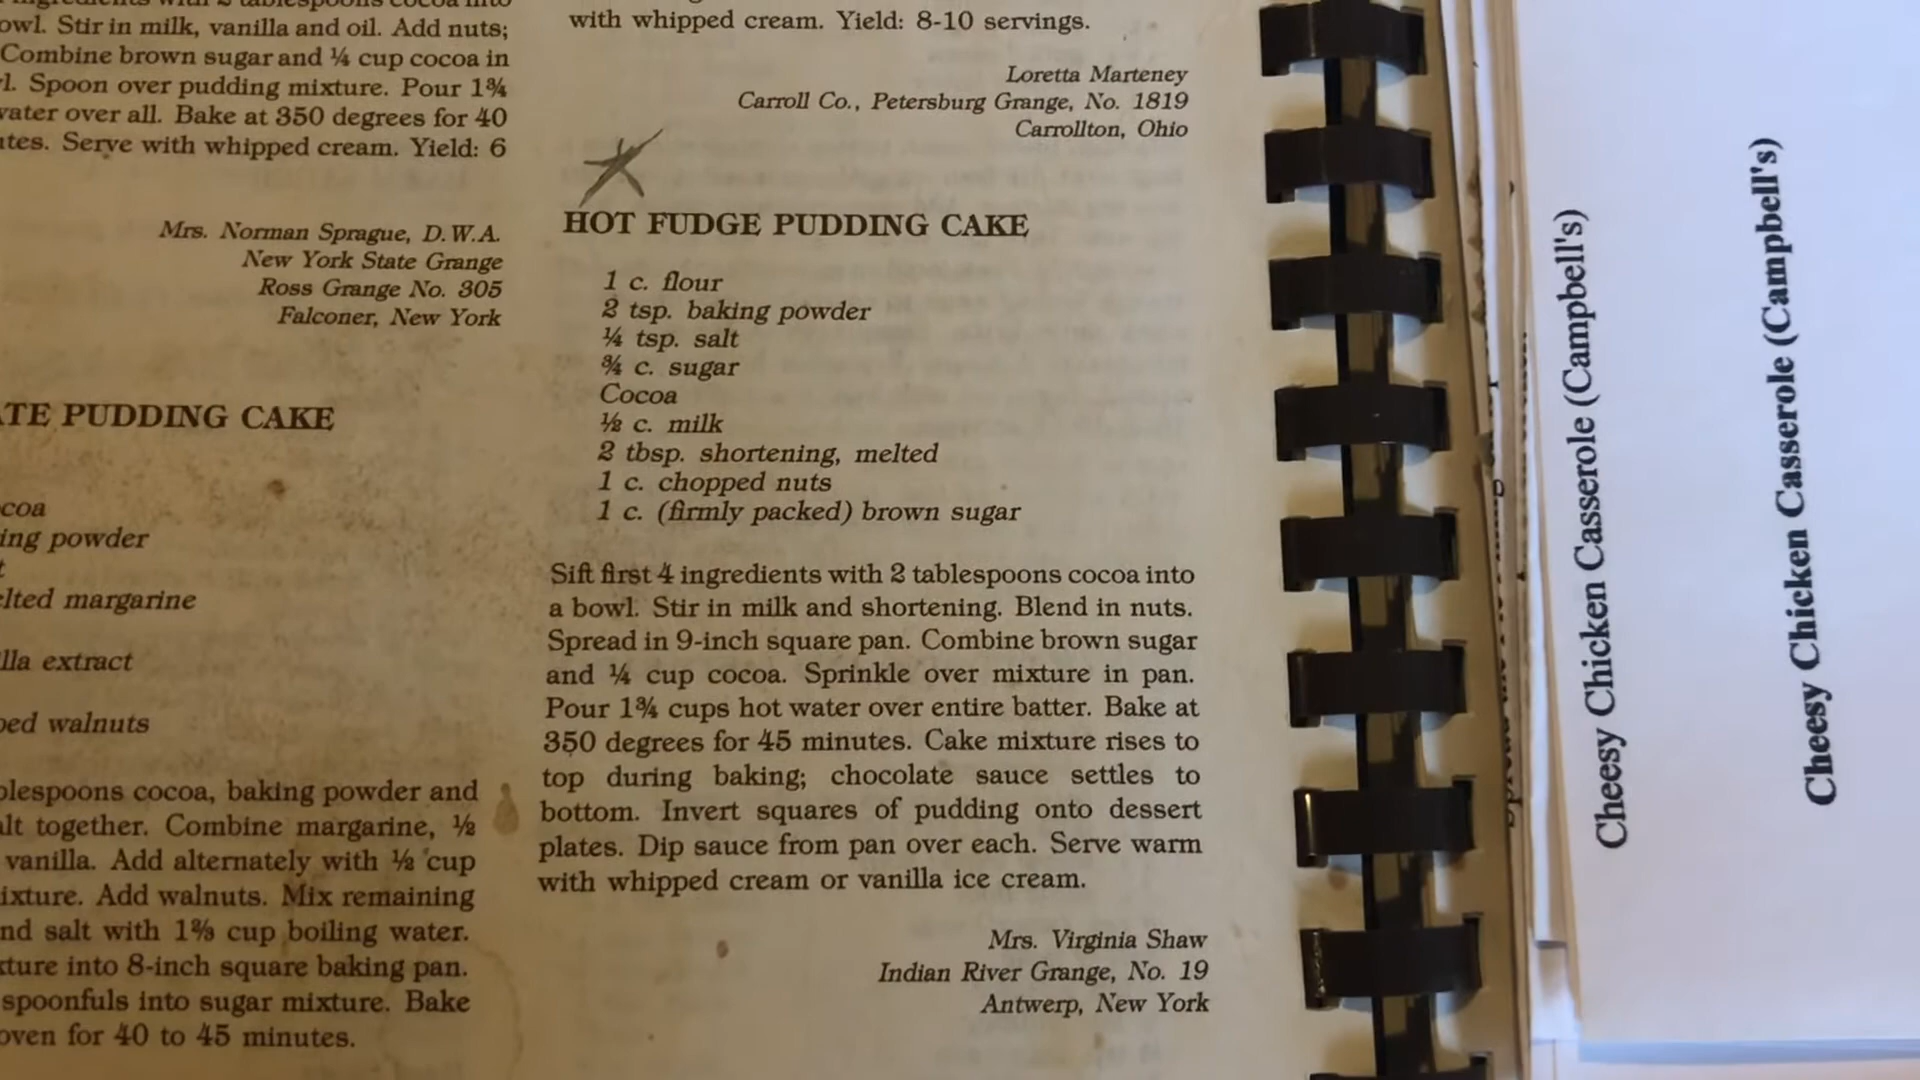 owl. Stir in milk, vanilla and oil. Add nuts;
Combine brown sugar and ¼ cup cocoa in
Spoon over pudding mixture. Pour 1¾
water over all. Bake at 350 degrees for 40
utes. Serve with whipped cream. Yield: 6
Mrs. Norman Sprague, D.W.A.
New York State Grange
Ross Grange No. 305
Falconer, New York
TE PUDDING CAKE
coa
ing powder
elted margarine
lla extract
ped walnuts
blespoons cocoa, baking powder and
alt together. Combine margarine, ½
vanilla. Add alternately with ½ cup
ixture. Add walnuts. Mix remaining
nd salt with 1⅔ cup boiling water.
xture into 8-inch square baking pan.
spoonfuls into sugar mixture. Bake
oven for 40 to 45 minutes.
with whipped cream. Yield: 8-10 servings.
Loretta Marteney
Carroll Co., Petersburg Grange, No. 1819
Carrollton, Ohio
HOT FUDGE PUDDING CAKE
1 c. flour
2 tsp. baking powder
¼ tsp. salt
¾ c. sugar
Cocoa
½ c. milk
2 tbsp. shortening, melted
1 c. chopped nuts
1 c. (firmly packed) brown sugar
Sift first 4 ingredients with 2 tablespoons cocoa into
a bowl. Stir in milk and shortening. Blend in nuts.
Spread in 9-inch square pan. Combine brown sugar
and ¼ cup cocoa. Sprinkle over mixture in pan.
Pour 1¾ cups hot water over entire batter. Bake at
350 degrees for 45 minutes. Cake mixture rises to
top during baking; chocolate sauce settles to
bottom. Invert squares of pudding onto dessert
plates. Dip sauce from pan over each. Serve warm
with whipped cream or vanilla ice cream.
Mrs. Virginia Shaw
Indian River Grange, No. 19
Antwerp, New York
Cheesy Chicken Casserole (Campbell's)
Cheesy Chicken Casserole (Campbell's)